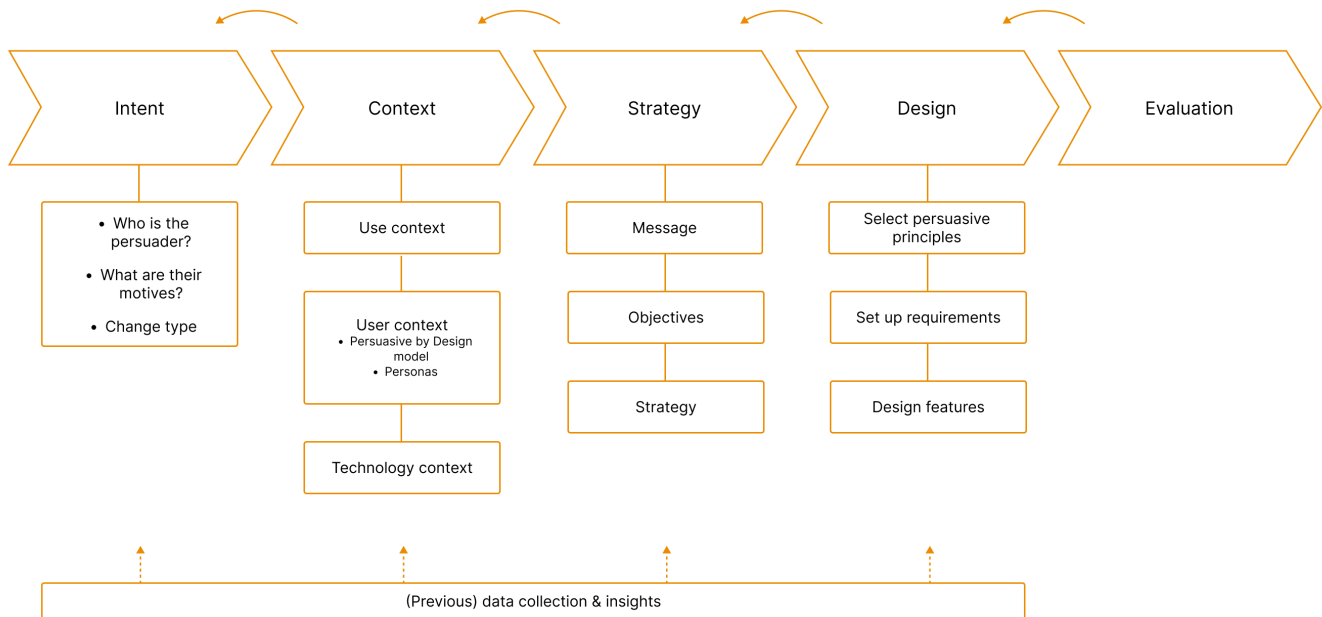 Intent
Context
Strategy
Design
Evaluation
• Who is the
persuader?
• What are their
motives?
• Change type
Use context
User context
• Persuasive by Design
model
• Personas
Technology context
Message
Objectives
Strategy
Select persuasive
principles
Set up requirements
Design features
(Previous) data collection & insights